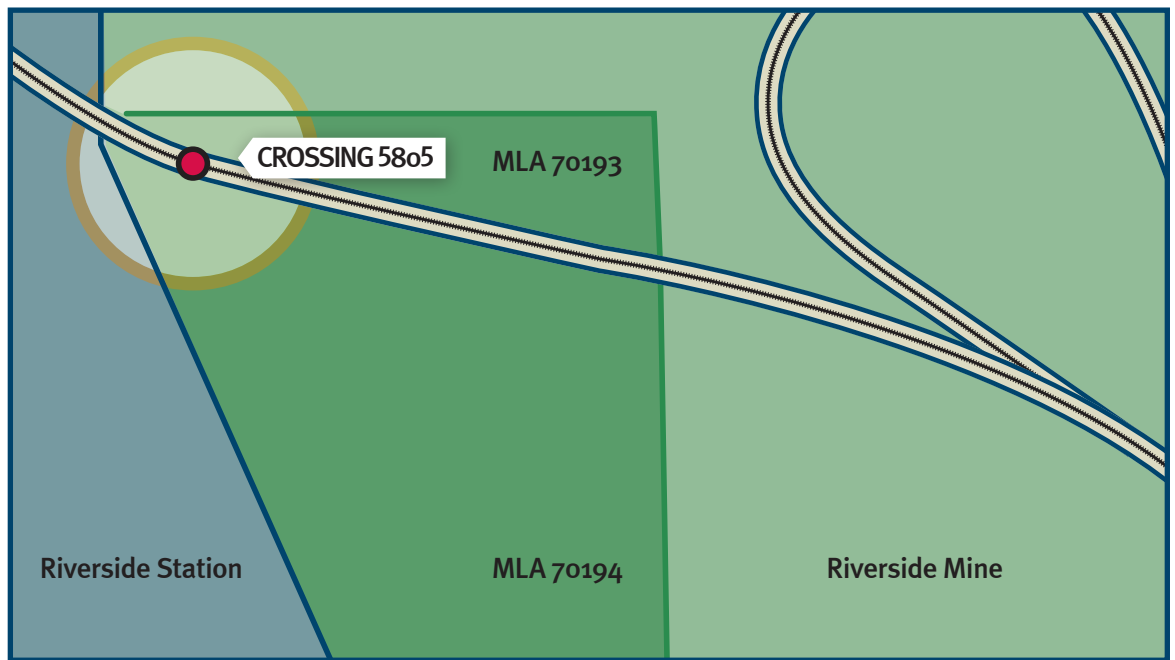 CROSSING 5805
MLA 70193
Riverside Station
MLA 70194
Riverside Mine